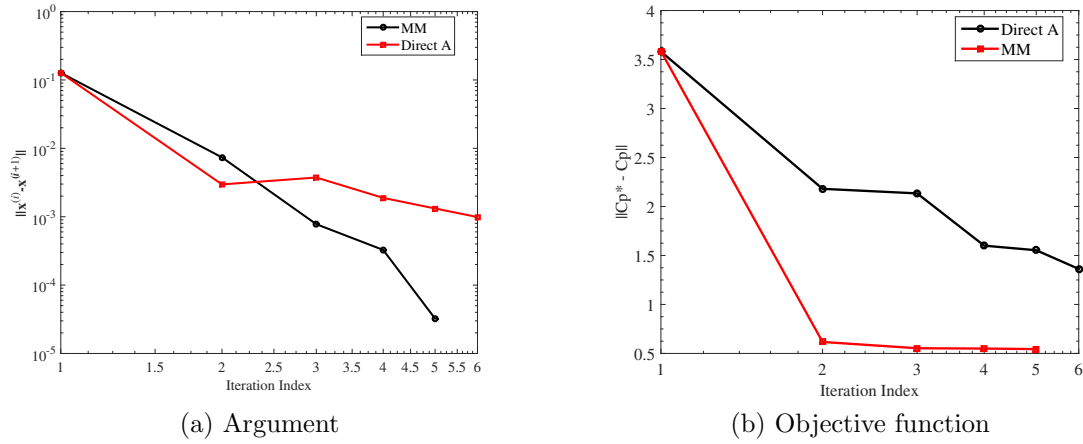 MM
Direct A
10^0
10^-1
10^-2
10^-3
10^-4
10^-5
||x^(i)-x^(i+1)||
1 1.5 2 2.5 3 3.5 4 4.5 5 5.5 6
Iteration Index
(a) Argument
Direct A
MM
4
3.5
3
2.5
2
1.5
1
0.5
||Cp* - Cp||
1 2 3 4 5 6
Iteration Index
(b) Objective function